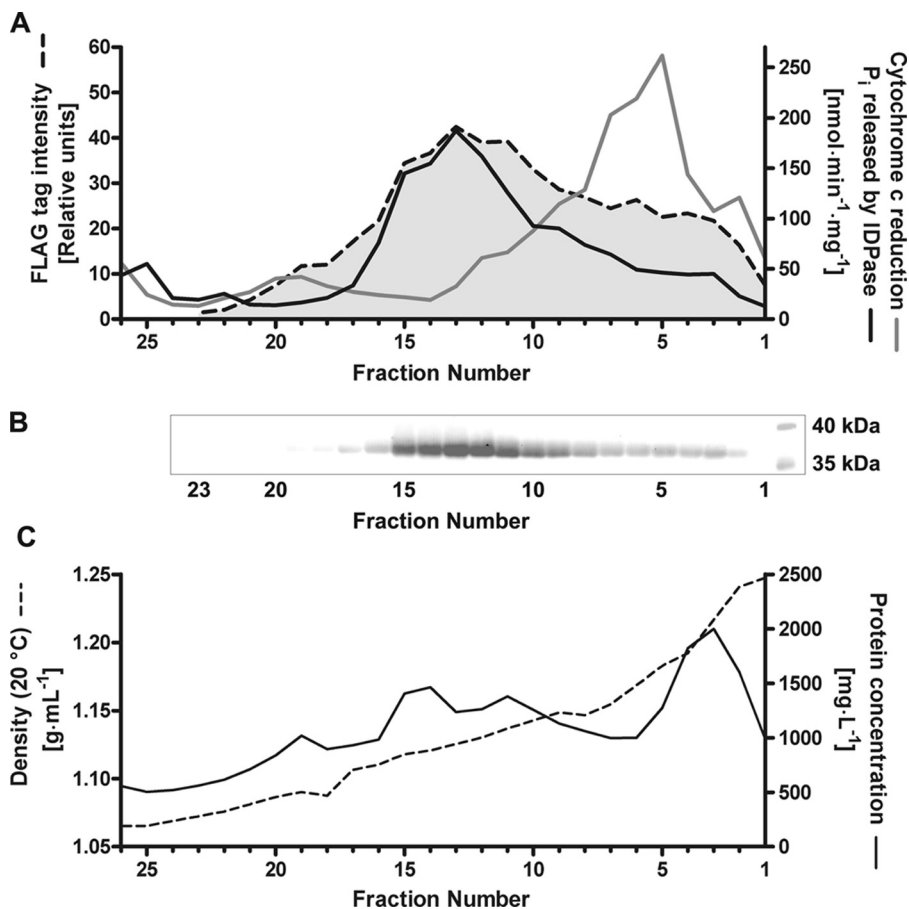 A
FLAG tag intensity
[Relative units]
60
50
40
30
20
10
0
250
200
150
100
50
0
[nmol·min⁻¹·mg⁻¹]
Pᵢ released by IDPase
Cytochrome c reduction
25 20 15 10 5 1
Fraction Number
B
40 kDa
35 kDa
23 20 15 10 5 1
Fraction Number
C
Density (20 °C)
[g·mL⁻¹]
1.25
1.20
1.15
1.10
1.05
2500
2000
1500
1000
500
0
[mg·L⁻¹]
Protein concentration
25 20 15 10 5 1
Fraction Number